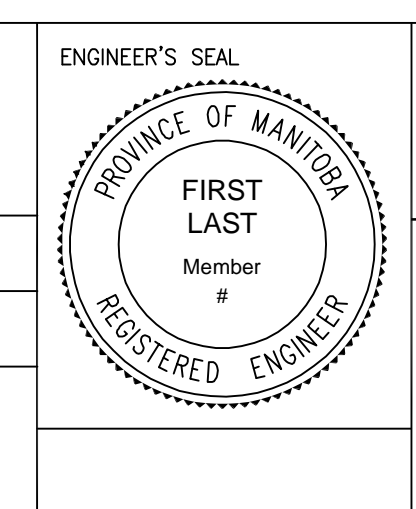 ENGINEER'S SEAL
PROVINCE OF MANITOBA
FIRST
LAST
Member
#
REGISTERED ENGINEER